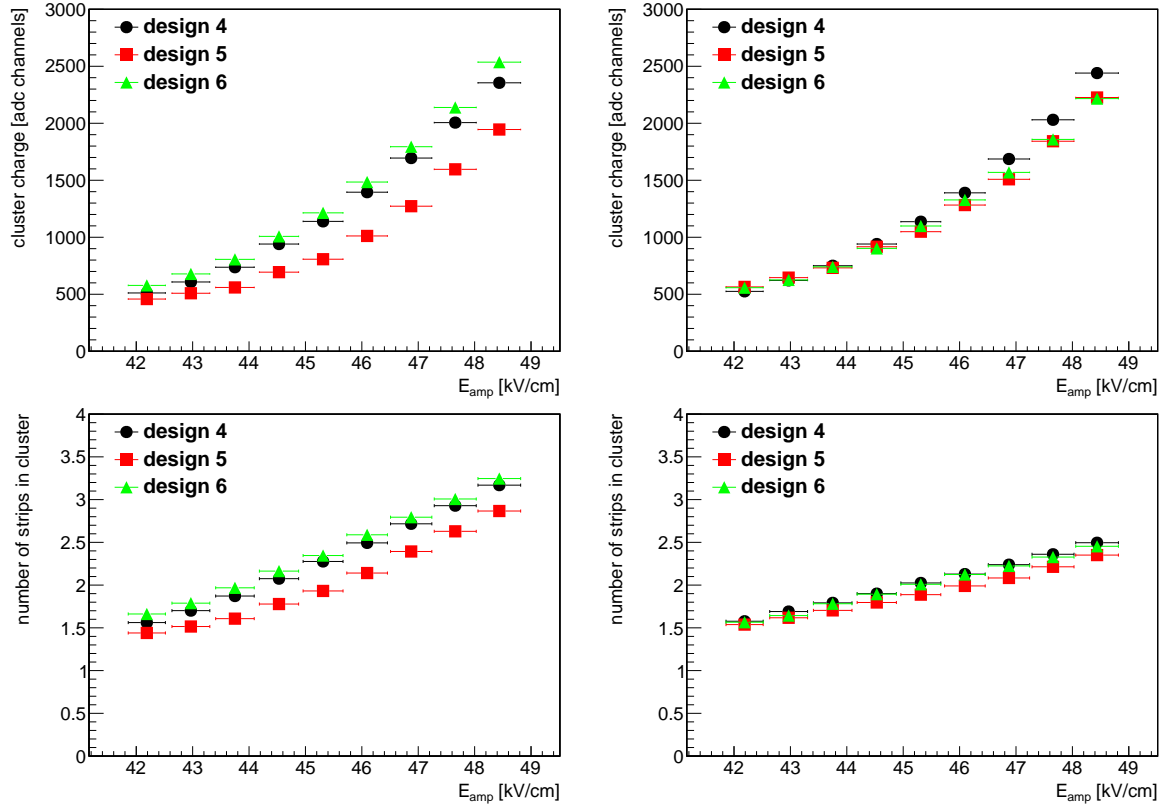 cluster charge [adc channels]
3000
2500
2000
1500
1000
500
0
design 4
design 5
design 6
42 43 44 45 46 47 48 49
E_amp [kV/cm]
cluster charge [adc channels]
3000
2500
2000
1500
1000
500
0
design 4
design 5
design 6
42 43 44 45 46 47 48 49
E_amp [kV/cm]
number of strips in cluster
4
3.5
3
2.5
2
1.5
1
0.5
0
design 4
design 5
design 6
42 43 44 45 46 47 48 49
E_amp [kV/cm]
number of strips in cluster
4
3.5
3
2.5
2
1.5
1
0.5
0
design 4
design 5
design 6
42 43 44 45 46 47 48 49
E_amp [kV/cm]